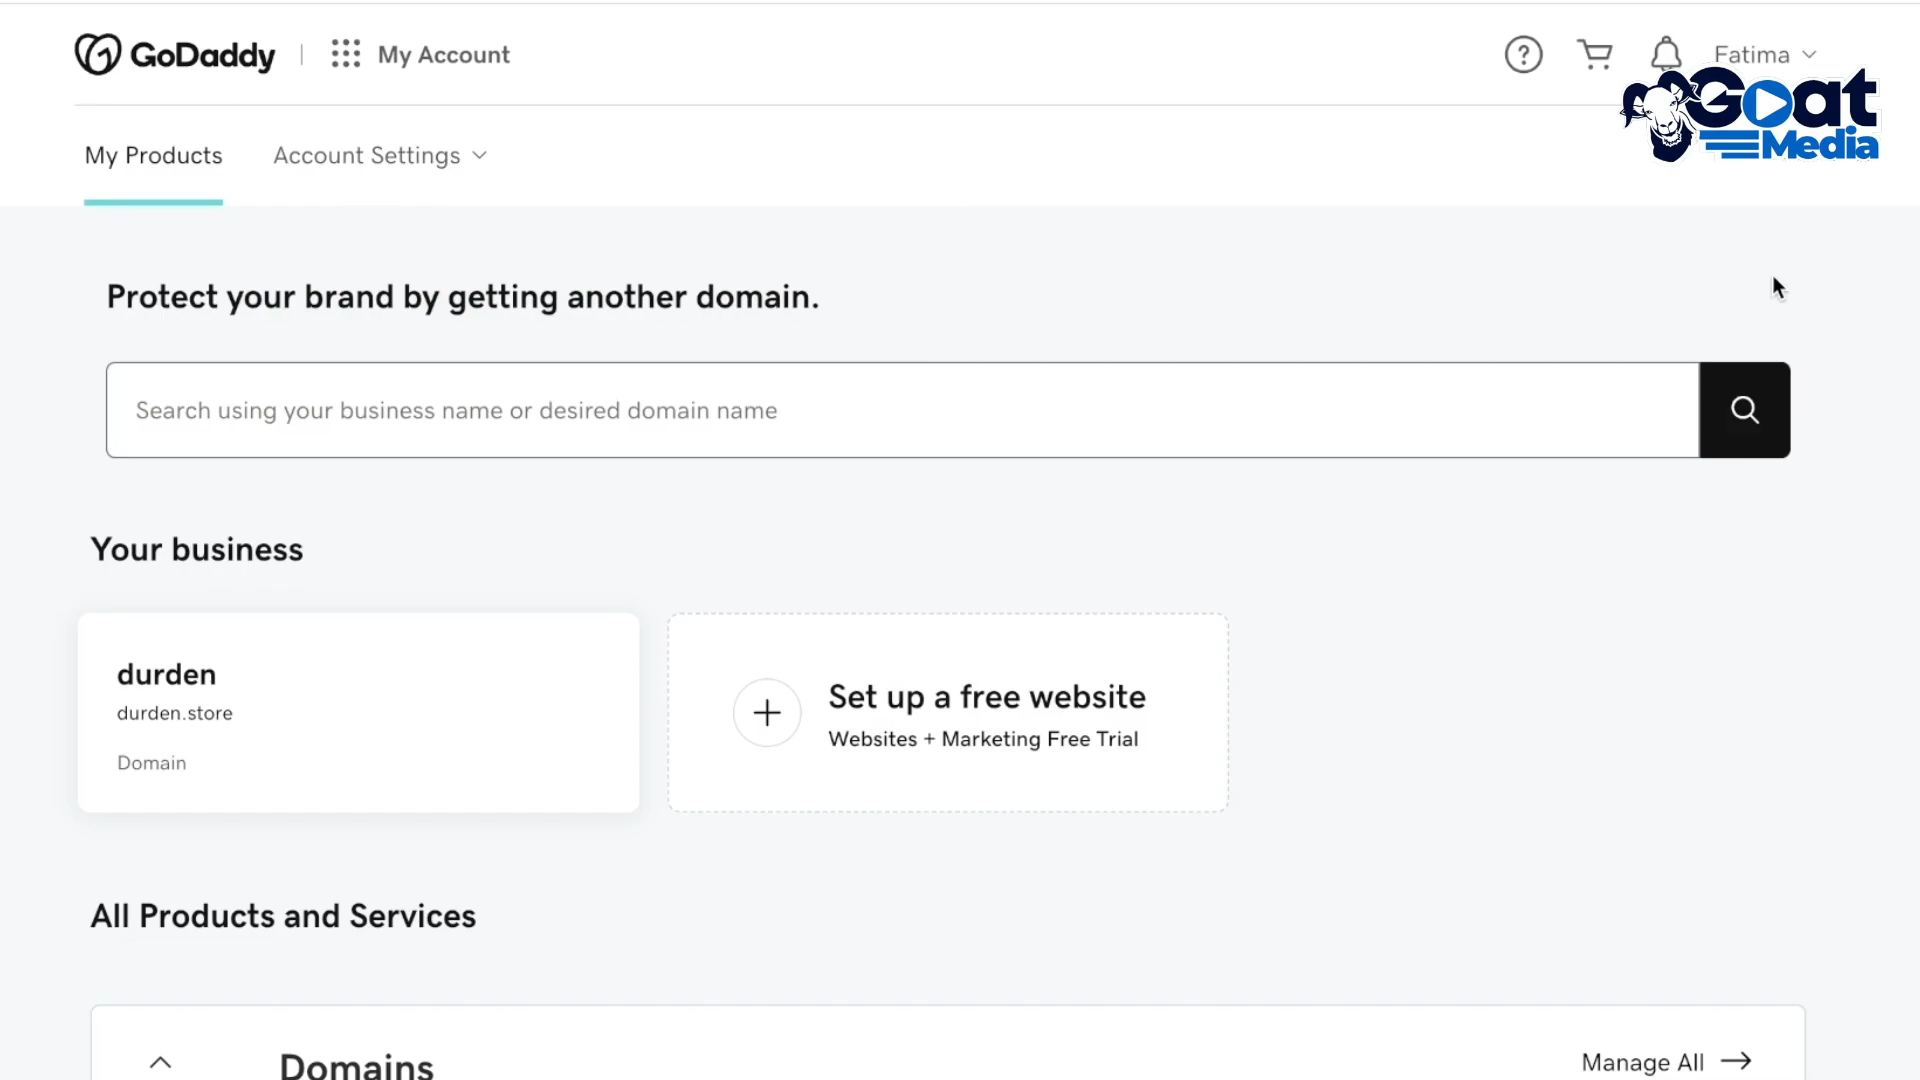 GoDaddy
My Account
Fatima
Goat
Media
My Products
Account Settings
Protect your brand by getting another domain.
Search using your business name or desired domain name
Your business
durden
durden.store
Domain
Set up a free website
Websites + Marketing Free Trial
All Products and Services
Domains
Manage All